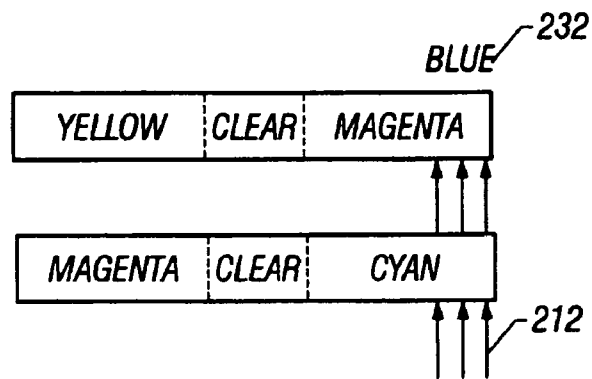 232
BLUE
YELLOW CLEAR MAGENTA
MAGENTA CLEAR CYAN
212